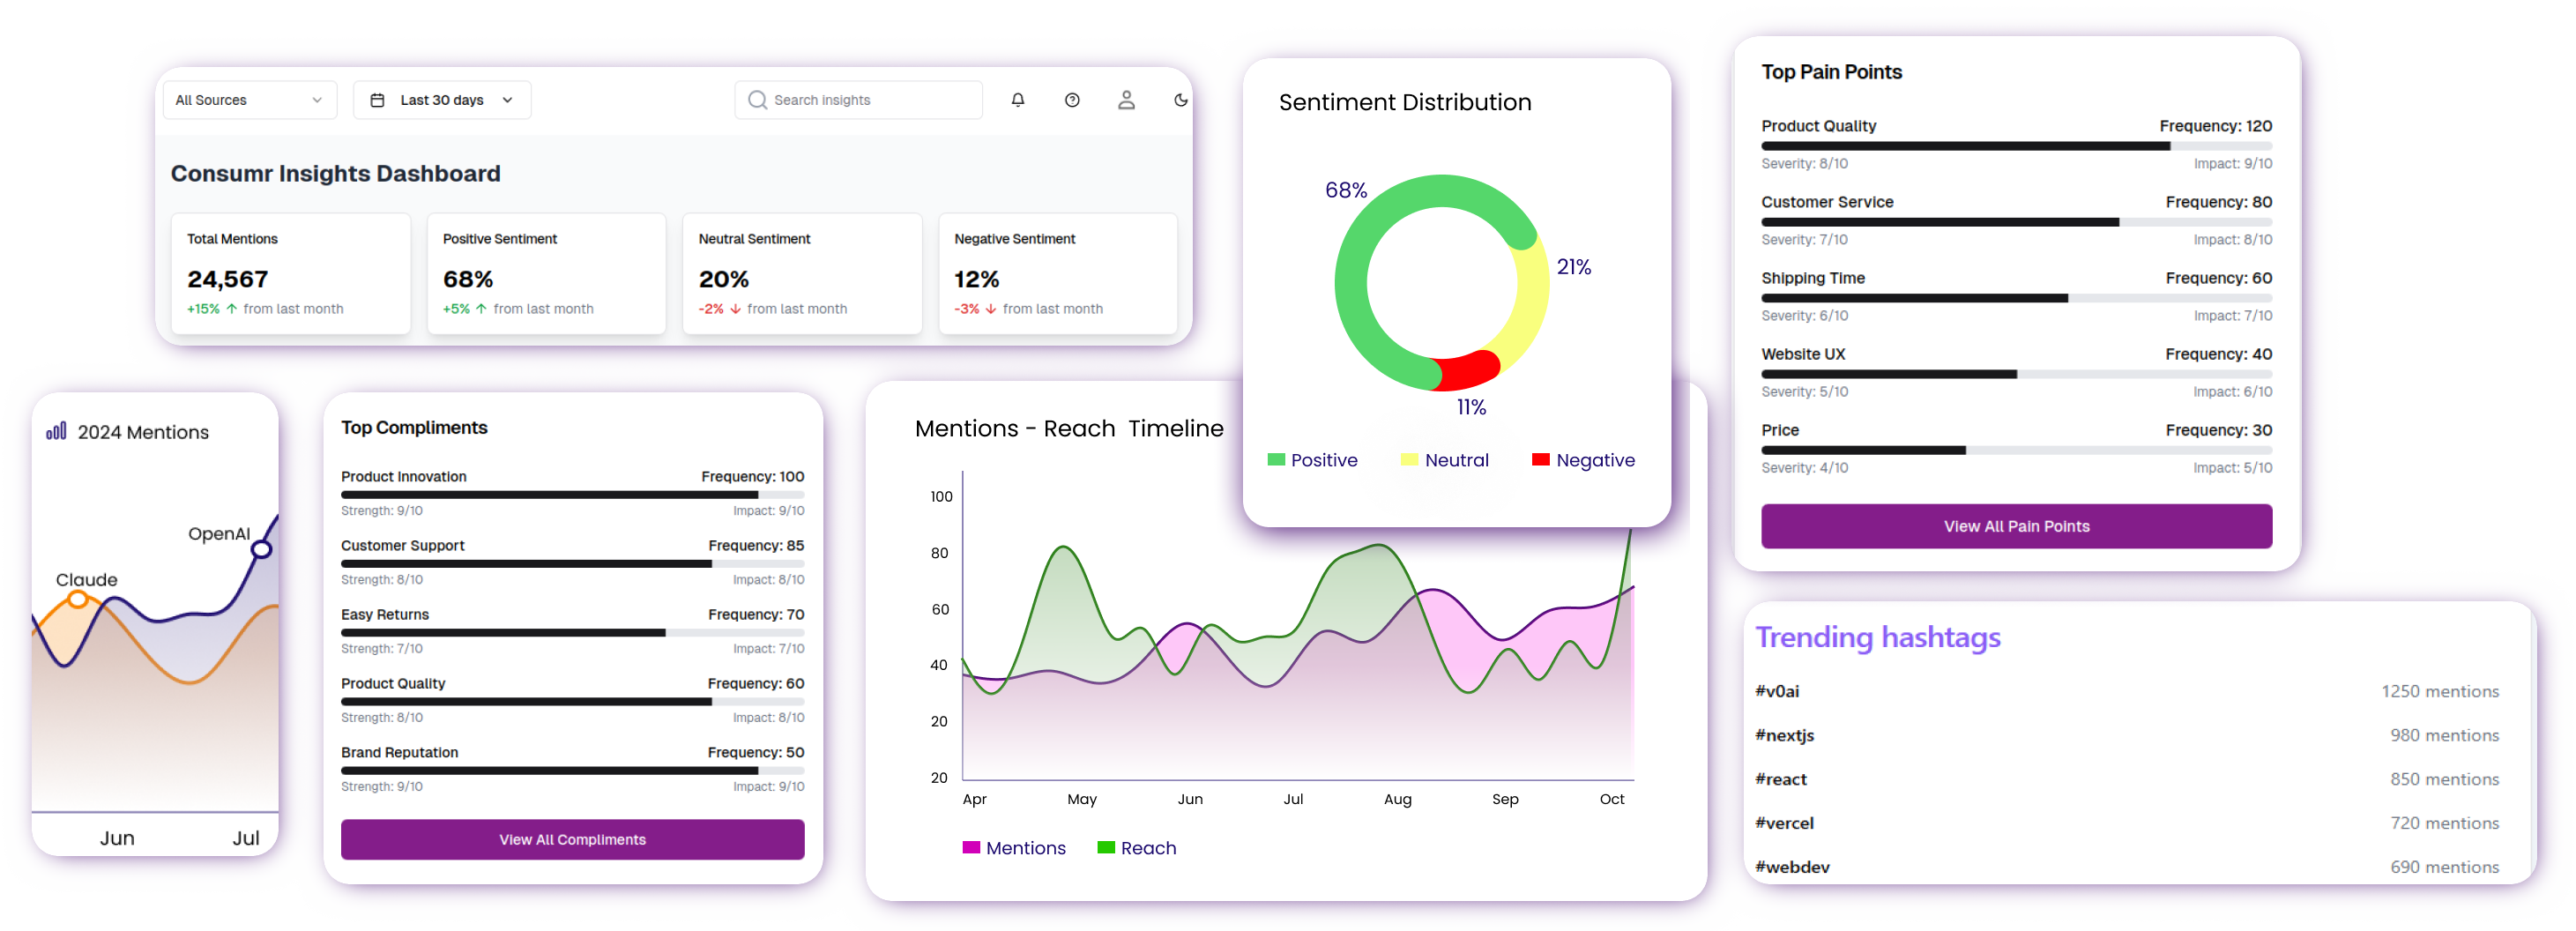 All Sources
Last 30 days
Search insights
Consumr Insights Dashboard
Total Mentions
24,567
+15% ↑ from last month
Positive Sentiment
68%
+5% ↑ from last month
Neutral Sentiment
20%
-2% ↓ from last month
Negative Sentiment
12%
-3% ↓ from last month
Sentiment Distribution
68%
21%
11%
Positive
Neutral
Negative
Top Pain Points
Product Quality Frequency: 120
Severity: 8/10 Impact: 9/10
Customer Service Frequency: 80
Severity: 7/10 Impact: 8/10
Shipping Time Frequency: 60
Severity: 6/10 Impact: 7/10
Website UX Frequency: 40
Severity: 5/10 Impact: 6/10
Price Frequency: 30
Severity: 4/10 Impact: 5/10
View All Pain Points
2024 Mentions
OpenAI
Claude
Jun Jul
Top Compliments
Product Innovation Frequency: 100
Strength: 9/10 Impact: 9/10
Customer Support Frequency: 85
Strength: 8/10 Impact: 8/10
Easy Returns Frequency: 70
Strength: 7/10 Impact: 7/10
Product Quality Frequency: 60
Strength: 8/10 Impact: 8/10
Brand Reputation Frequency: 50
Strength: 9/10 Impact: 9/10
View All Compliments
Mentions - Reach Timeline
100
80
60
40
20
20
Apr May Jun Jul Aug Sep Oct
Mentions Reach
Trending hashtags
#v0ai 1250 mentions
#nextjs 980 mentions
#react 850 mentions
#vercel 720 mentions
#webdev 690 mentions